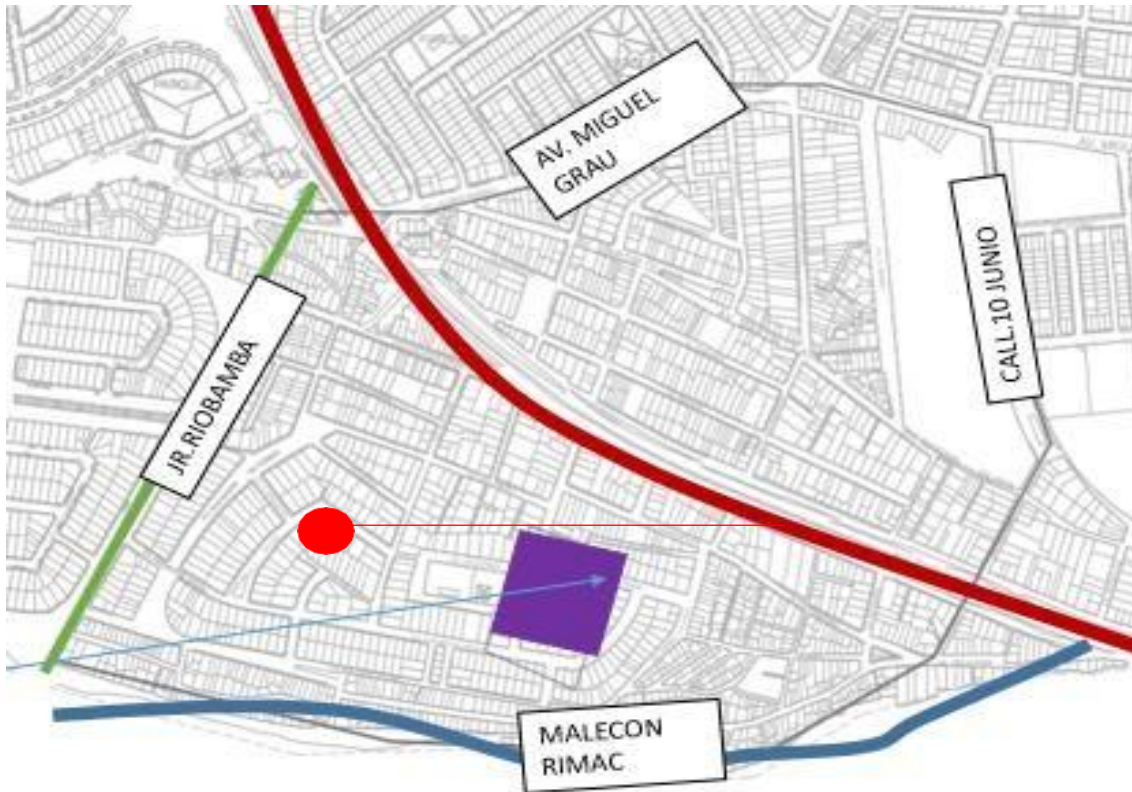 AV. MIGUEL
GRAU
CALL.10 JUNIO
JR.RIOBAMBA
MALECON
RIMAC